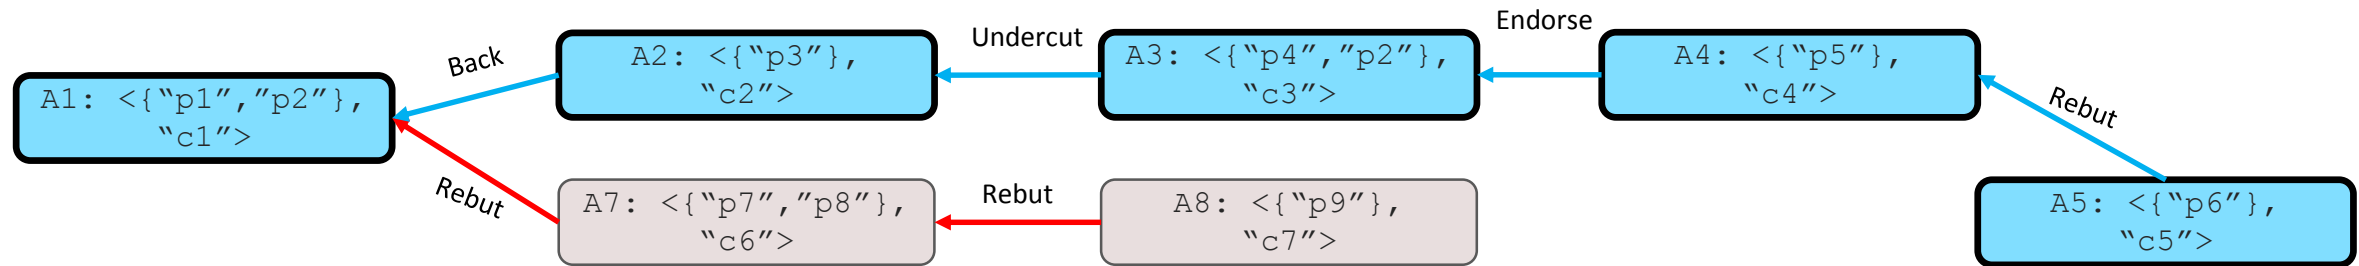 Endorse
Undercut
Back
A2: <{“p3”},
“c2”>
A3: <{“p4”,”p2”},
“c3”>
A4: <{“p5”},
“c4”>
A1: <{“p1”,”p2”},
“c1”>
Rebut
Rebut
Rebut
A7: <{“p7”,”p8”},
“c6”>
A8: <{“p9”},
“c7”>
A5: <{“p6”},
“c5”>